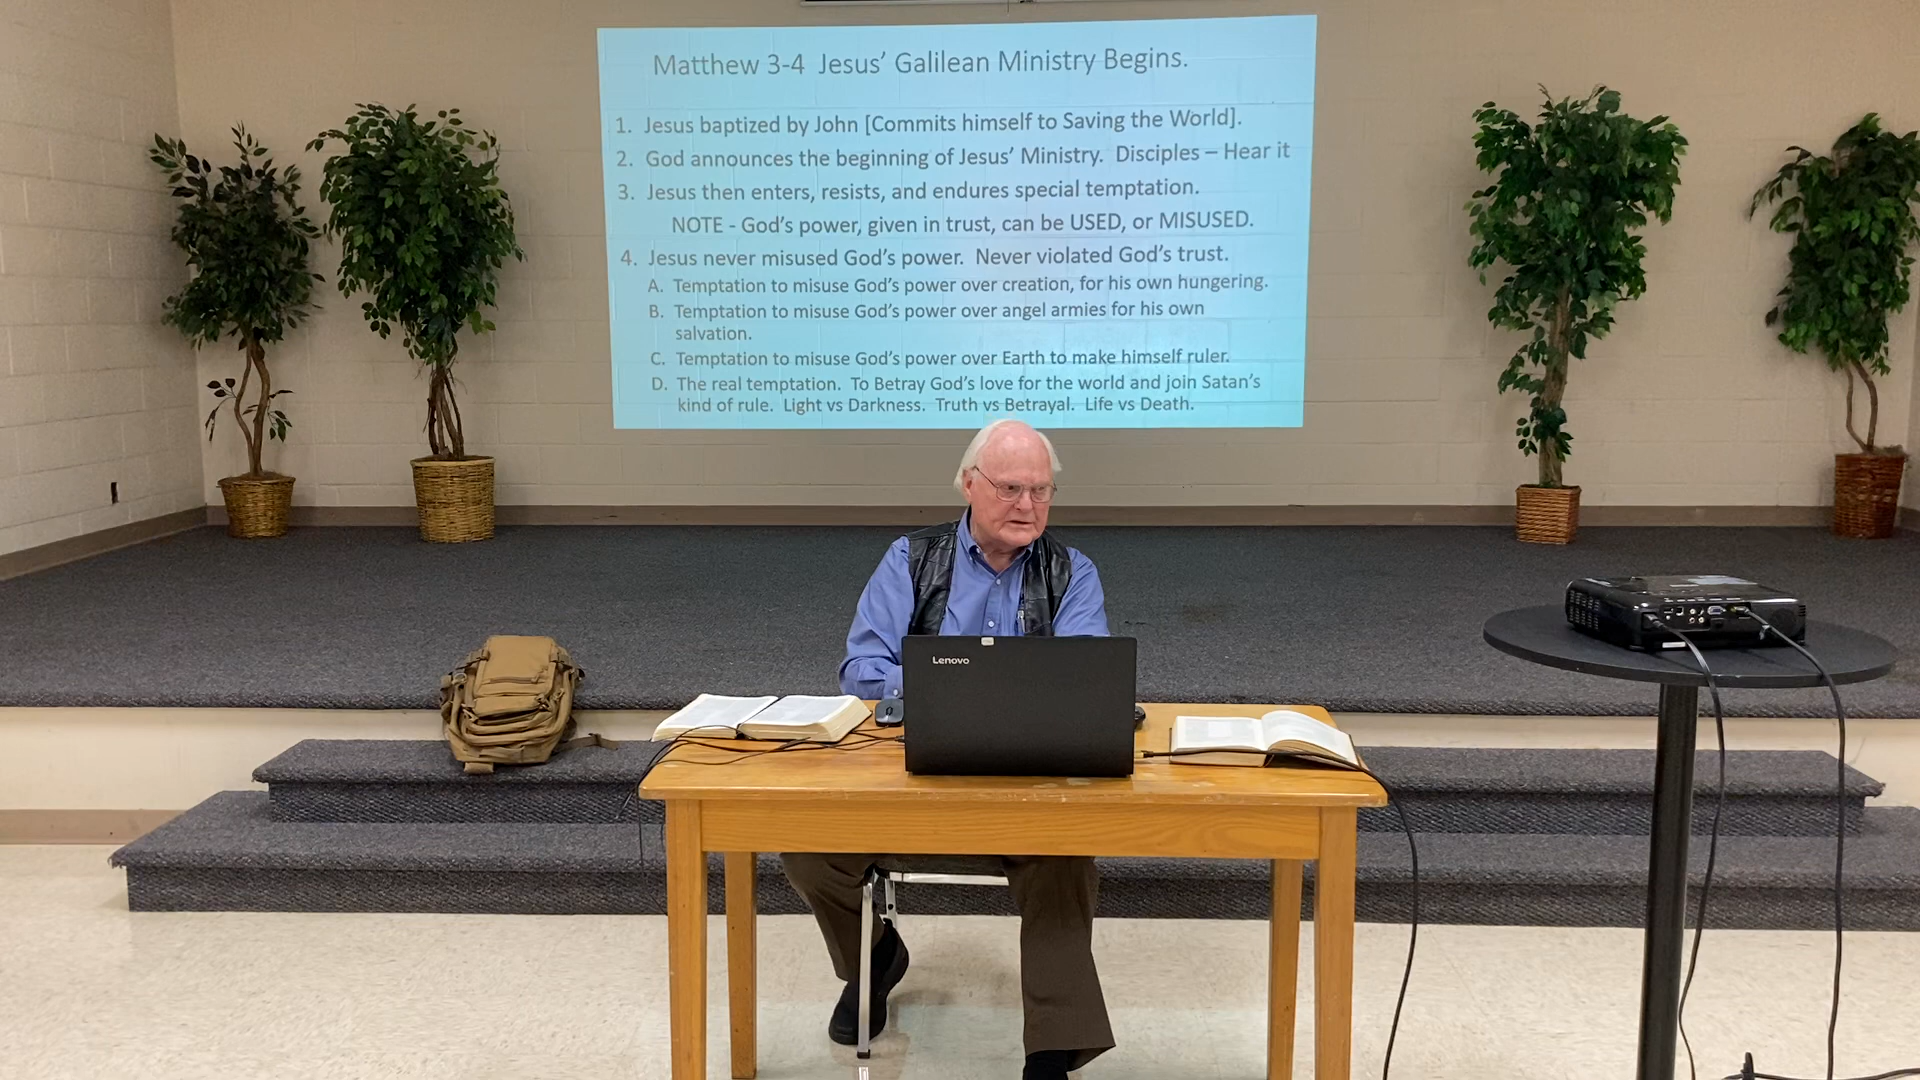 Matthew 3-4 Jesus' Galilean Ministry Begins.
1. Jesus baptized by John [Commits himself to Saving the World].
2. God announces the beginning of Jesus' Ministry. Disciples – Hear it
3. Jesus then enters, resists, and endures special temptation.
NOTE - God's power, given in trust, can be USED, or MISUSED.
4. Jesus never misused God's power. Never violated God's trust.
A. Temptation to misuse God's power over creation, for his own hungering.
B. Temptation to misuse God's power over angel armies for his own
salvation.
C. Temptation to misuse God's power over Earth to make himself ruler.
D. The real temptation. To Betray God's love for the world and join Satan's
kind of rule. Light vs Darkness. Truth vs Betrayal. Life vs Death.
Lenovo